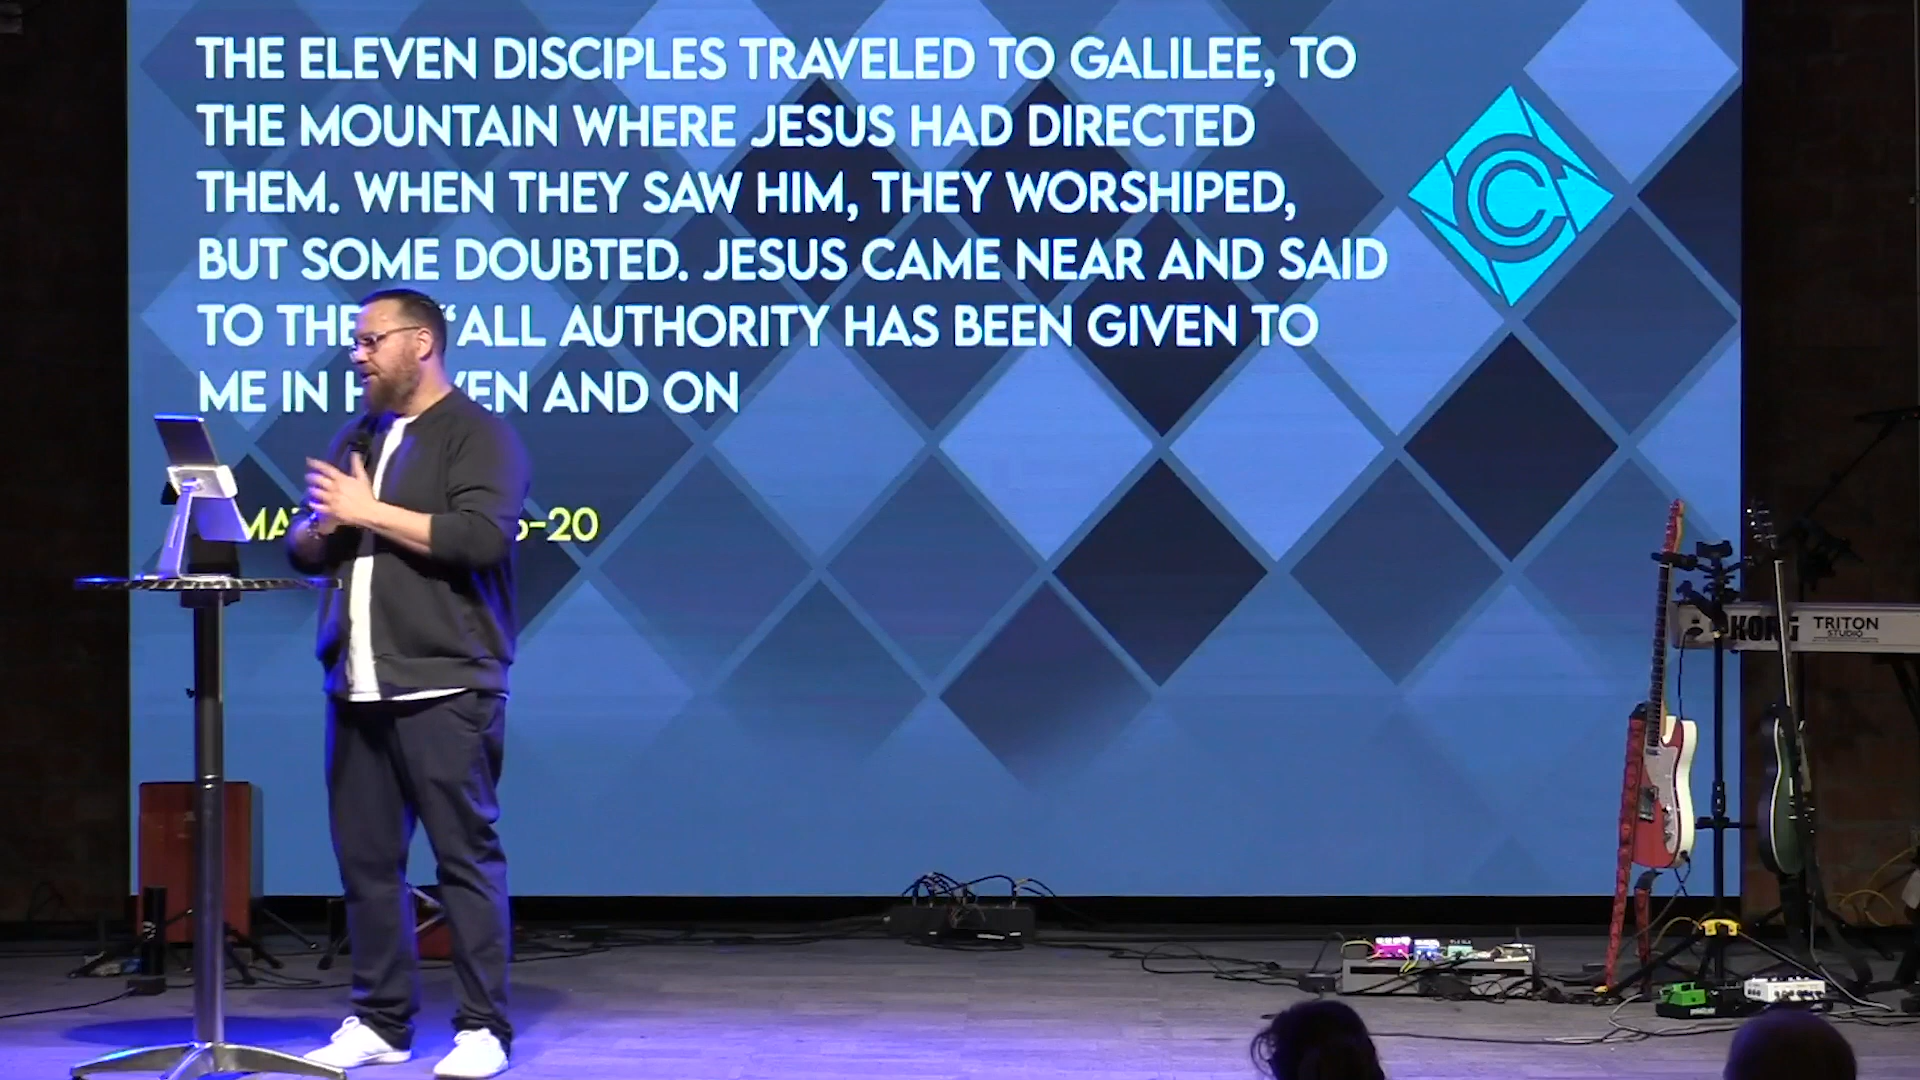 THE ELEVEN DISCIPLES TRAVELED TO GALILEE, TO
THE MOUNTAIN WHERE JESUS HAD DIRECTED
THEM. WHEN THEY SAW HIM, THEY WORSHIPED,
BUT SOME DOUBTED. JESUS CAME NEAR AND SAID
TO “ALL AUTHORITY HAS BEEN GIVEN TO
ME IN AND ON
-20
KORG TRITON
STUDIO